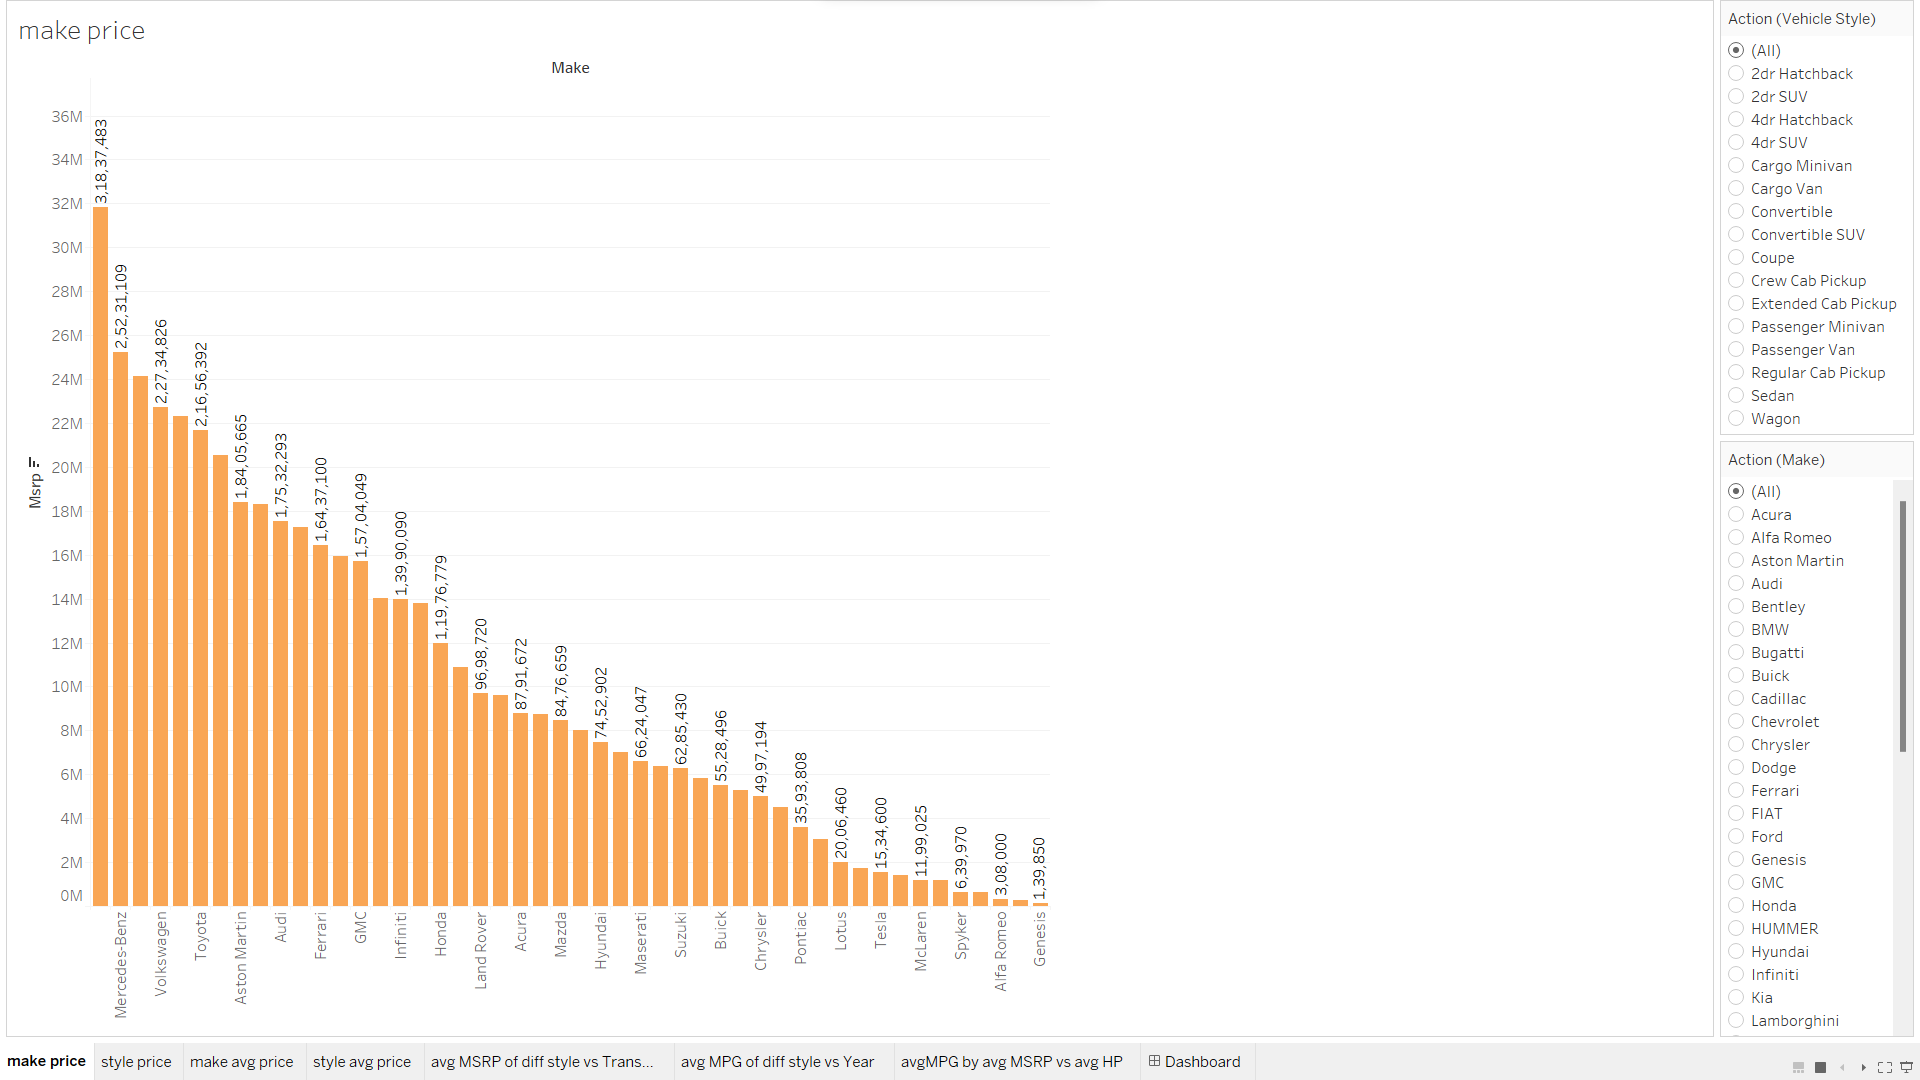 make price
Make
36M
34M
32M
30M
28M
26M
24M
22M
20M
18M
16M
14M
12M
10M
8M
6M
4M
2M
0M
Msrp
3,18,37,483
2,52,31,109
2,27,34,826
2,16,56,392
1,84,05,665
1,75,32,293
1,64,37,100
1,57,04,049
1,39,90,090
1,19,76,779
96,98,720
87,91,672
84,76,659
74,52,902
66,24,047
62,85,430
55,28,496
49,97,194
35,93,808
20,06,460
15,34,600
11,99,025
6,39,970
3,08,000
1,39,850
Mercedes-Benz
Volkswagen
Toyota
Aston Martin
Audi
Ferrari
GMC
Infiniti
Honda
Land Rover
Acura
Mazda
Hyundai
Maserati
Suzuki
Buick
Chrysler
Pontiac
Lotus
Tesla
McLaren
Spyker
Alfa Romeo
Genesis
Action (Vehicle Style)
(All)
2dr Hatchback
2dr SUV
4dr Hatchback
4dr SUV
Cargo Minivan
Cargo Van
Convertible
Convertible SUV
Coupe
Crew Cab Pickup
Extended Cab Pickup
Passenger Minivan
Passenger Van
Regular Cab Pickup
Sedan
Wagon
Action (Make)
(All)
Acura
Alfa Romeo
Aston Martin
Audi
Bentley
BMW
Bugatti
Buick
Cadillac
Chevrolet
Chrysler
Dodge
Ferrari
FIAT
Ford
Genesis
GMC
Honda
HUMMER
Hyundai
Infiniti
Kia
Lamborghini
make price style price make avg price style avg price avg MSRP of diff style vs Trans... avg MPG of diff style vs Year avgMPG by avg MSRP vs avg HP Dashboard